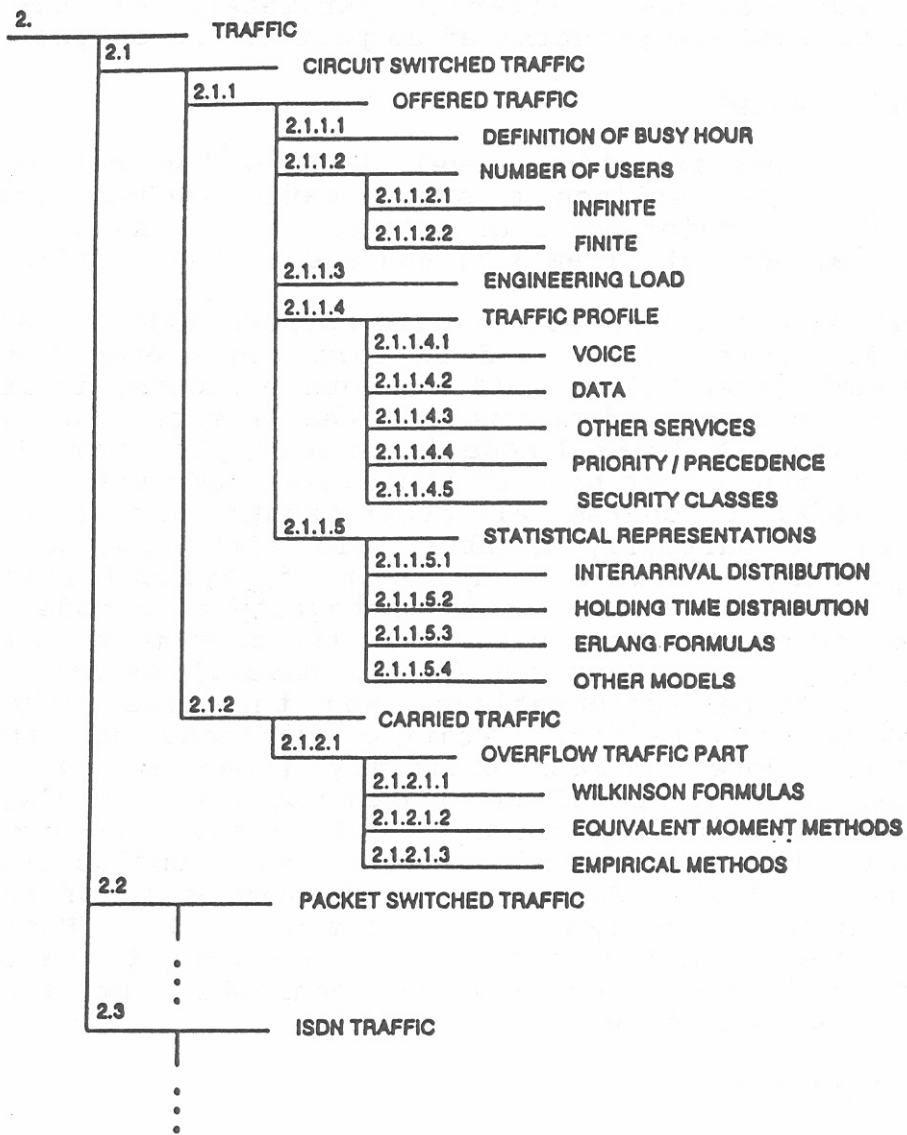 2. TRAFFIC
2.1 CIRCUIT SWITCHED TRAFFIC
2.1.1 OFFERED TRAFFIC
2.1.1.1 DEFINITION OF BUSY HOUR
2.1.1.2 NUMBER OF USERS
2.1.1.2.1 INFINITE
2.1.1.2.2 FINITE
2.1.1.3 ENGINEERING LOAD
2.1.1.4 TRAFFIC PROFILE
2.1.1.4.1 VOICE
2.1.1.4.2 DATA
2.1.1.4.3 OTHER SERVICES
2.1.1.4.4 PRIORITY / PRECEDENCE
2.1.1.4.5 SECURITY CLASSES
2.1.1.5 STATISTICAL REPRESENTATIONS
2.1.1.5.1 INTERARRIVAL DISTRIBUTION
2.1.1.5.2 HOLDING TIME DISTRIBUTION
2.1.1.5.3 ERLANG FORMULAS
2.1.1.5.4 OTHER MODELS
2.1.2 CARRIED TRAFFIC
2.1.2.1 OVERFLOW TRAFFIC PART
2.1.2.1.1 WILKINSON FORMULAS
2.1.2.1.2 EQUIVALENT MOMENT METHODS
2.1.2.1.3 EMPIRICAL METHODS
2.2 PACKET SWITCHED TRAFFIC
2.3 ISDN TRAFFIC